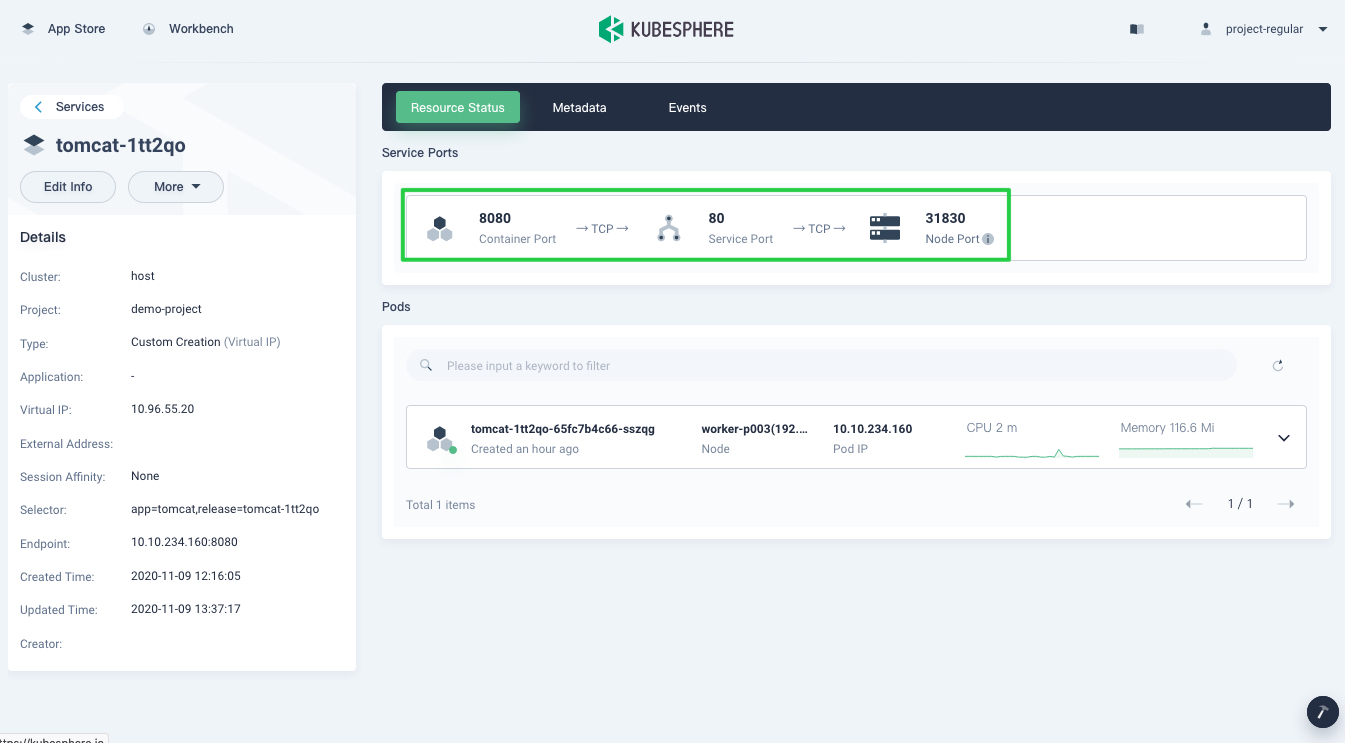 App Store
Workbench
KUBESPHERE
project-regular
Services
tomcat-1tt2qo
Edit Info
More
Details
Cluster: host
Project: demo-project
Type: Custom Creation (Virtual IP)
Application: -
Virtual IP: 10.96.55.20
External Address:
Session Affinity: None
Selector: app=tomcat,release=tomcat-1tt2qo
Endpoint: 10.10.234.160:8080
Created Time: 2020-11-09 12:16:05
Updated Time: 2020-11-09 13:37:17
Creator:
Resource Status
Metadata
Events
Service Ports
8080
Container Port
TCP
80
Service Port
TCP
31830
Node Port
Pods
Please input a keyword to filter
tomcat-1tt2qo-65fc7b4c66-sszqg
Created an hour ago
worker-p003(192....
Node
10.10.234.160
Pod IP
CPU 2 m
Memory 116.6 Mi
Total 1 items
1 / 1